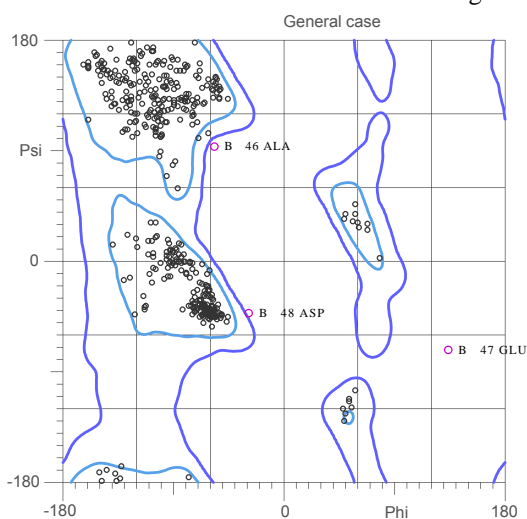 General case
180
Psi
B 46 ALA
0
B 48 ASP
B 47 GLU
-180
-180 0 Phi 180